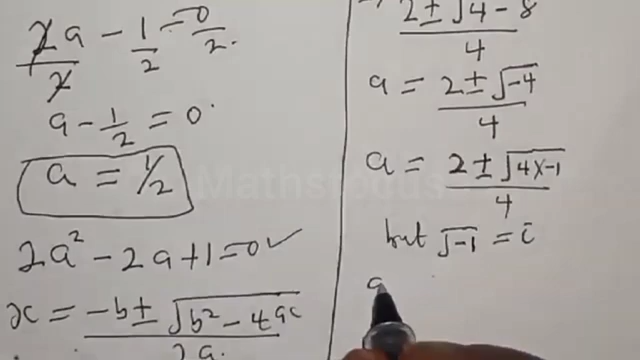 2a/2 - 1/2 = 0/2.
a - 1/2 = 0
a = 1/2
2a² - 2a + 1 = 0 ✓
x = (-b ± √(b² - 4ac))/2a
(2 ± √(4 - 8))/4
a = (2 ± √-4)/4
a = (2 ± √(4x-1))/4
but √-1 = i
a